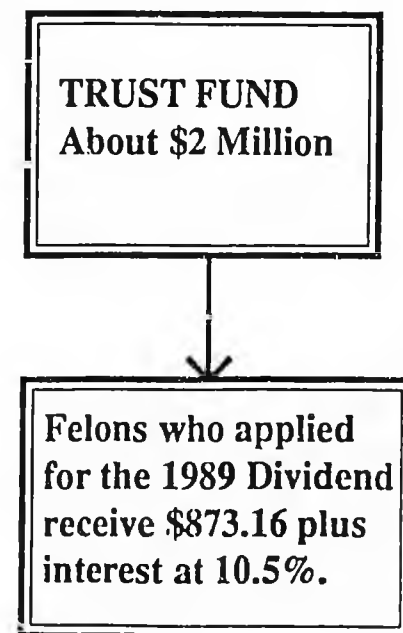 TRUST FUND
About $2 Million
Felons who applied
for the 1989 Dividend
receive $873.16 plus
interest at 10.5%.